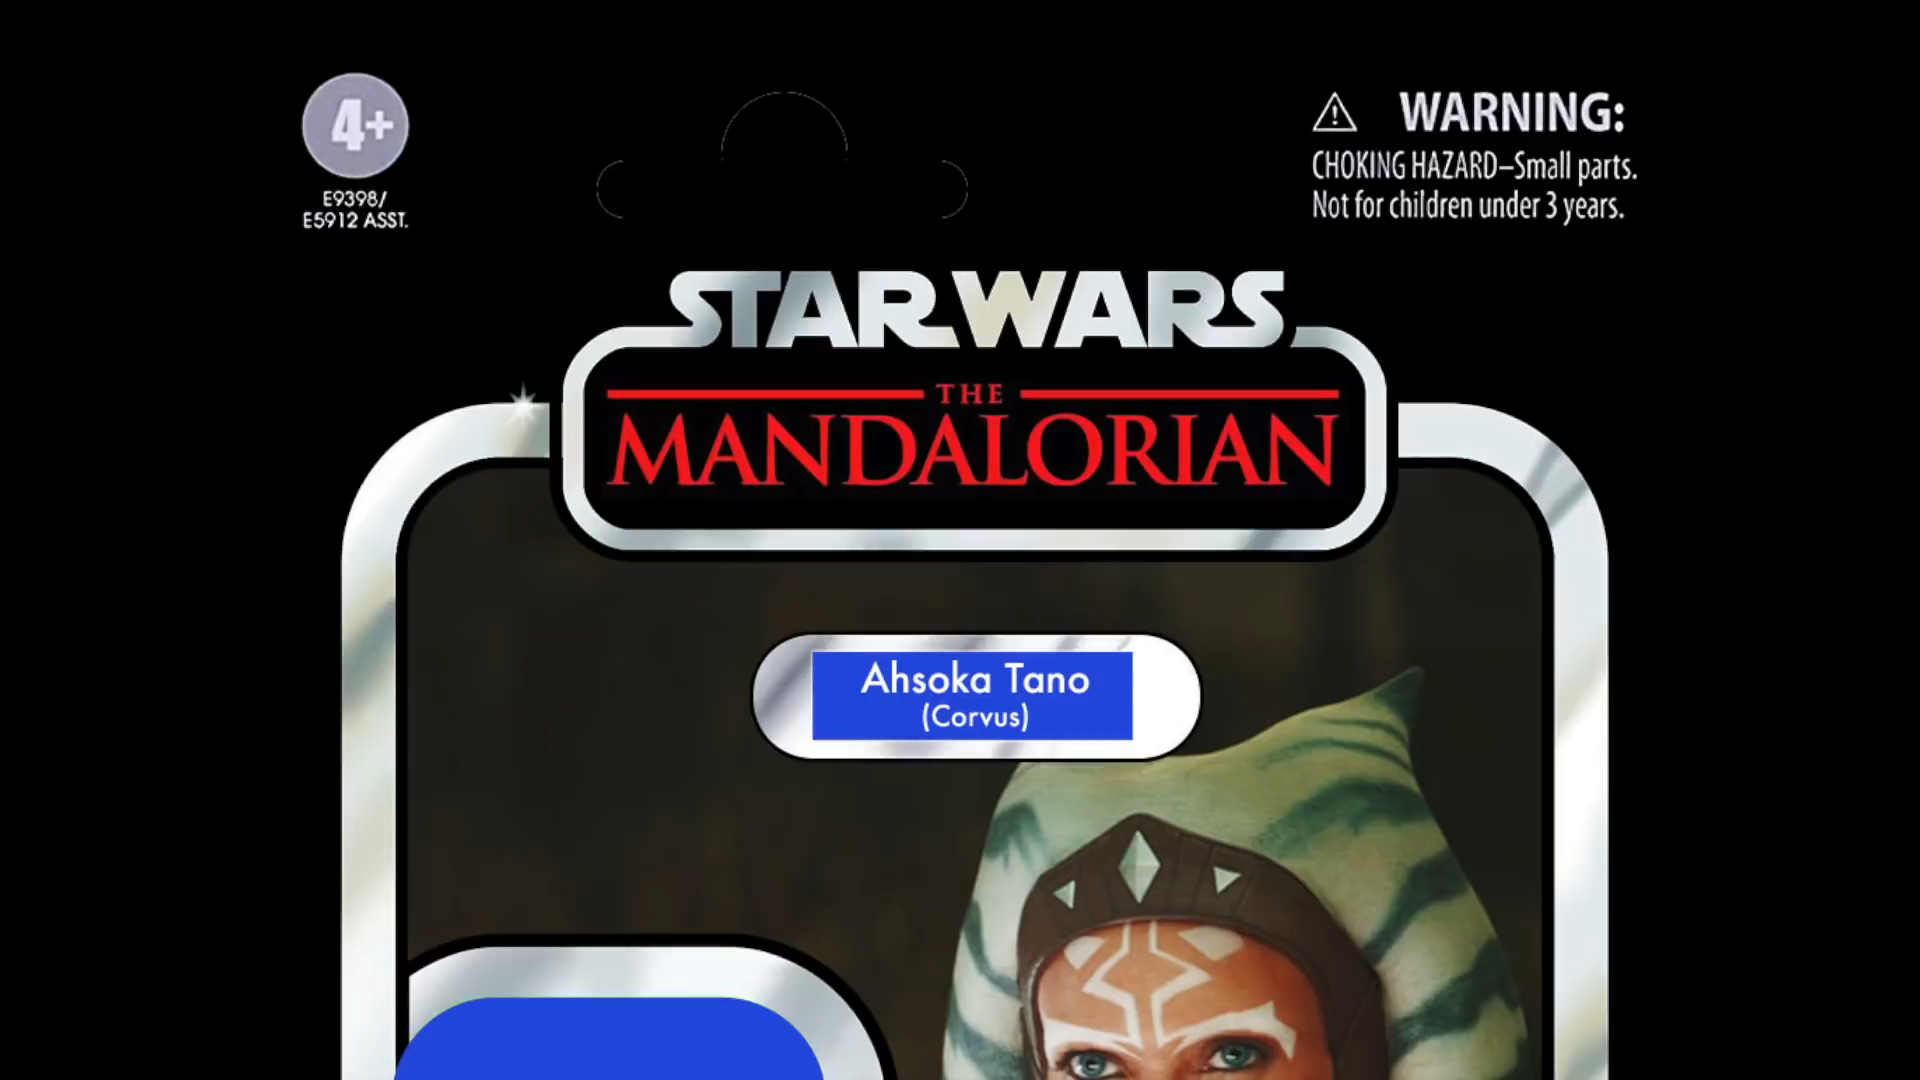 4+
E9398/
E5912 ASST.
WARNING:
CHOKING HAZARD–Small parts.
Not for children under 3 years.
STAR WARS
THE
MANDALORIAN
Ahsoka Tano
(Corvus)